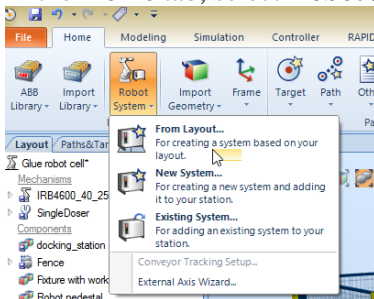 File Home Modeling Simulation Controller RAPID
ABB Library
Import Library
Robot System
Import Geometry
Frame
Target
Path
Oth
Pa
Layout Paths&Tar
Glue robot cell*
Mechanisms
IRB4600_40_25
SingleDoser
Components
docking_station
Fence
Fixture with work
Robot pedestal
From Layout...
For creating a system based on your
layout.
New System...
For creating a new system and adding
it to your station.
Existing System...
For adding an existing system to your
station.
Conveyor Tracking Setup...
External Axis Wizard...